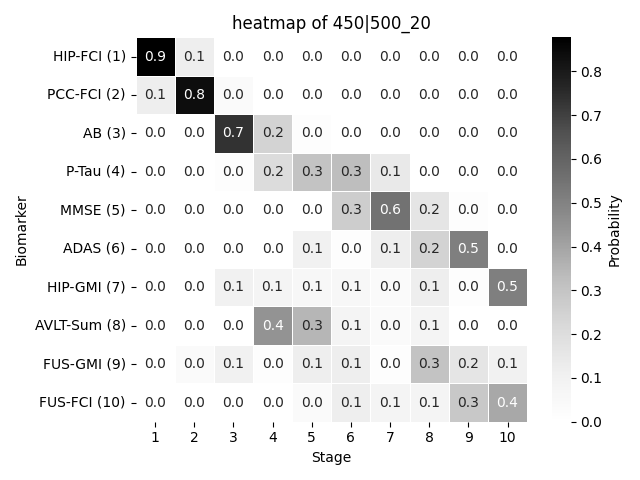 heatmap of 450|500_20
HIP-FCI (1) 0.9 0.1 0.0 0.0 0.0 0.0 0.0 0.0 0.0 0.0
PCC-FCI (2) 0.1 0.8 0.0 0.0 0.0 0.0 0.0 0.0 0.0 0.0
AB (3) 0.0 0.0 0.7 0.2 0.0 0.0 0.0 0.0 0.0 0.0
P-Tau (4) 0.0 0.0 0.0 0.2 0.3 0.3 0.1 0.0 0.0 0.0
MMSE (5) 0.0 0.0 0.0 0.0 0.0 0.3 0.6 0.2 0.0 0.0
ADAS (6) 0.0 0.0 0.0 0.0 0.1 0.0 0.1 0.2 0.5 0.0
HIP-GMI (7) 0.0 0.0 0.1 0.1 0.1 0.1 0.0 0.1 0.0 0.5
AVLT-Sum (8) 0.0 0.0 0.0 0.4 0.3 0.1 0.0 0.1 0.0 0.0
FUS-GMI (9) 0.0 0.0 0.1 0.0 0.1 0.1 0.0 0.3 0.2 0.1
FUS-FCI (10) 0.0 0.0 0.0 0.0 0.0 0.1 0.1 0.1 0.3 0.4
1 2 3 4 5 6 7 8 9 10
Stage
Biomarker
0.8
0.7
0.6
0.5
0.4
0.3
0.2
0.1
0.0
Probability